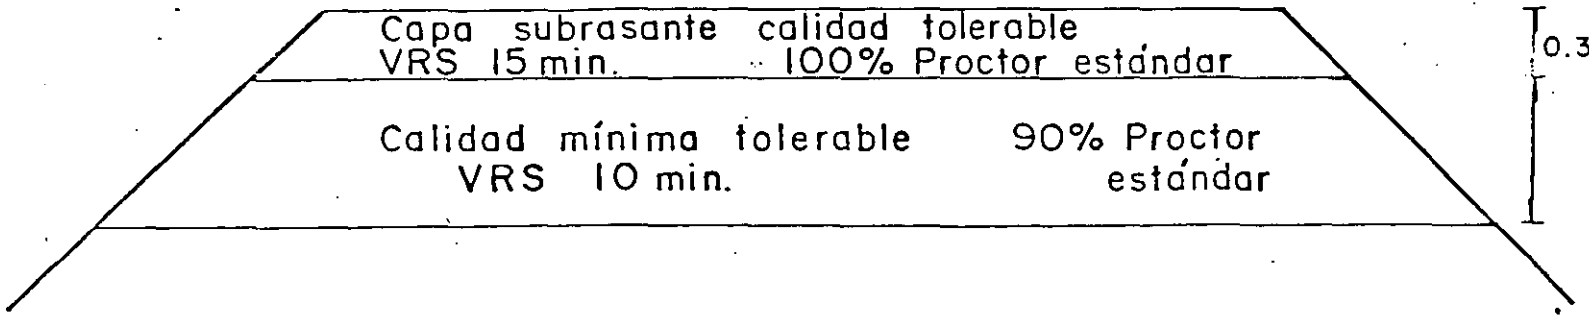 Capa subrasante calidad tolerable
VRS 15 min. 100% Proctor estándar
0.3
Calidad mínima tolerable 90% Proctor
VRS 10 min. estándar